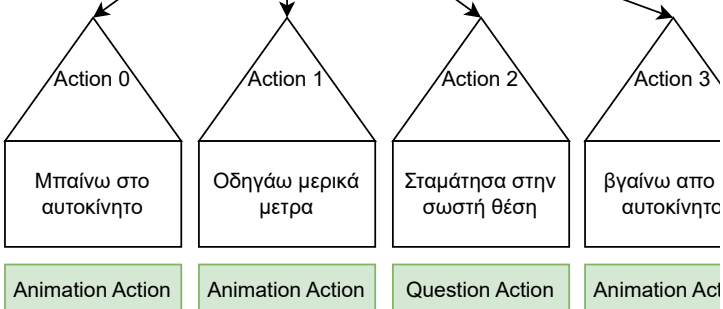 Action 0
Action 1
Action 2
Action 3
Μπαίνω στο
αυτοκίνητο
Οδηγάω μερικά
μετρα
Σταμάτησα στην
σωστή θέση
βγαίνω απο
αυτοκίνητο
Animation Action
Animation Action
Question Action
Animation